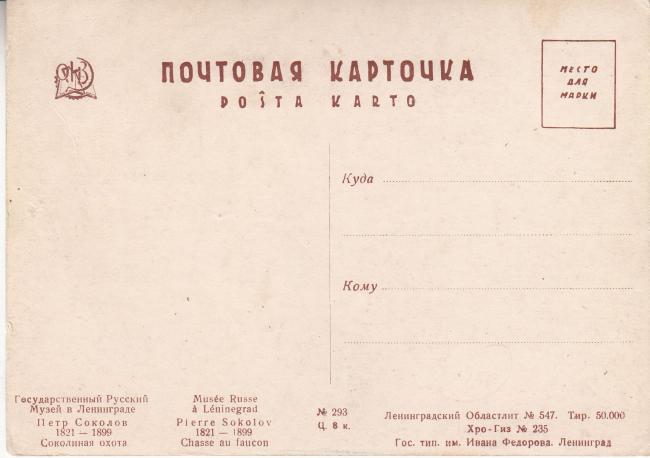 ПОЧТОВАЯ КАРТОЧКА
POŜTA KARTO
МЕСТО
ДЛЯ
МАРКИ
Куда
Кому
Государственный Русский
Музей в Ленинграде
Петр Соколов
1821 — 1899
Соколиная охота
Musée Russe
à Léninegrad
Pierre Sokolov
1821 — 1899
Chasse au fauçon
№ 293
Ц. 8 к.
Ленинградский Областлит № 547. Тир. 50.000
Хро-Гиз № 235
Гос. тип. им. Ивана Федорова. Ленинград